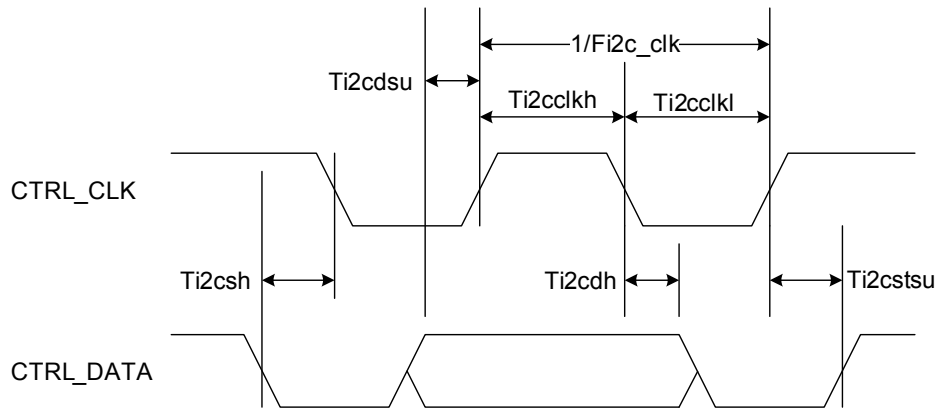 1/Fi2c_clk
Ti2cdsu
Ti2cclkh
Ti2cclkl
CTRL_CLK
Ti2csh
Ti2cdh
Ti2cstsu
CTRL_DATA